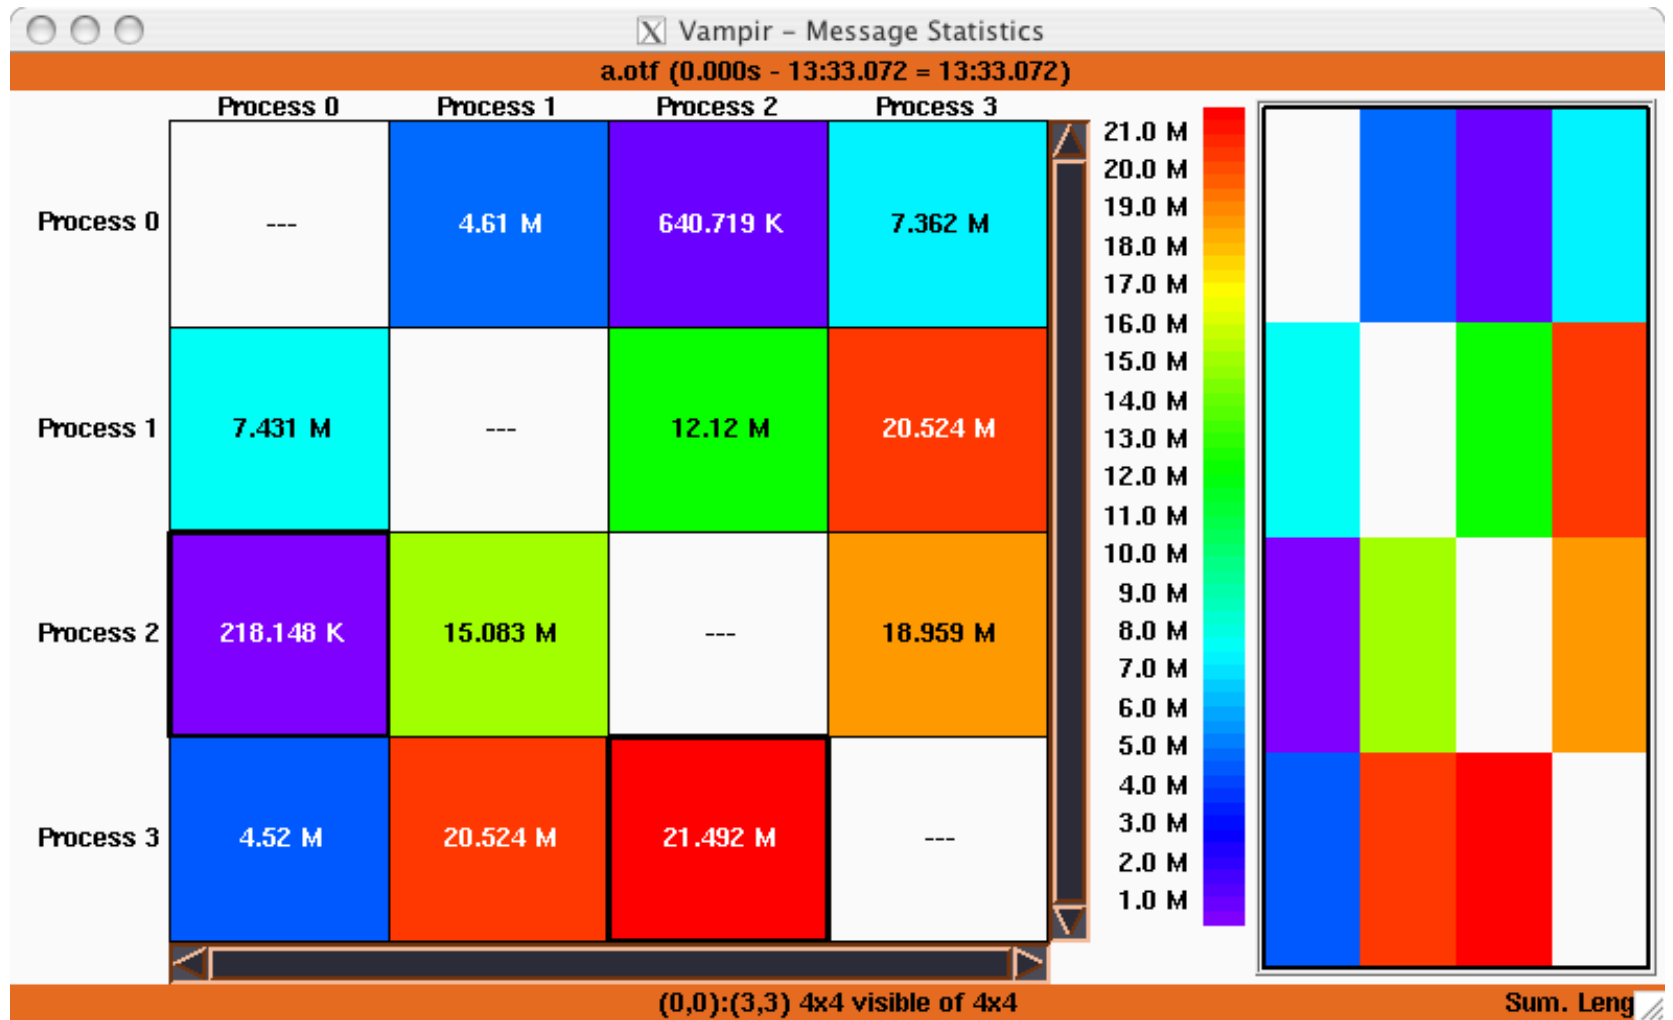 Vampir - Message Statistics
a.otf (0.000s - 13:33.072 = 13:33.072)
Process 0 Process 1 Process 2 Process 3
Process 0 --- 4.61 M 640.719 K 7.362 M
Process 1 7.431 M --- 12.12 M 20.524 M
Process 2 218.148 K 15.083 M --- 18.959 M
Process 3 4.52 M 20.524 M 21.492 M ---
21.0 M
20.0 M
19.0 M
18.0 M
17.0 M
16.0 M
15.0 M
14.0 M
13.0 M
12.0 M
11.0 M
10.0 M
9.0 M
8.0 M
7.0 M
6.0 M
5.0 M
4.0 M
3.0 M
2.0 M
1.0 M
(0,0):(3,3) 4x4 visible of 4x4
Sum. Leng